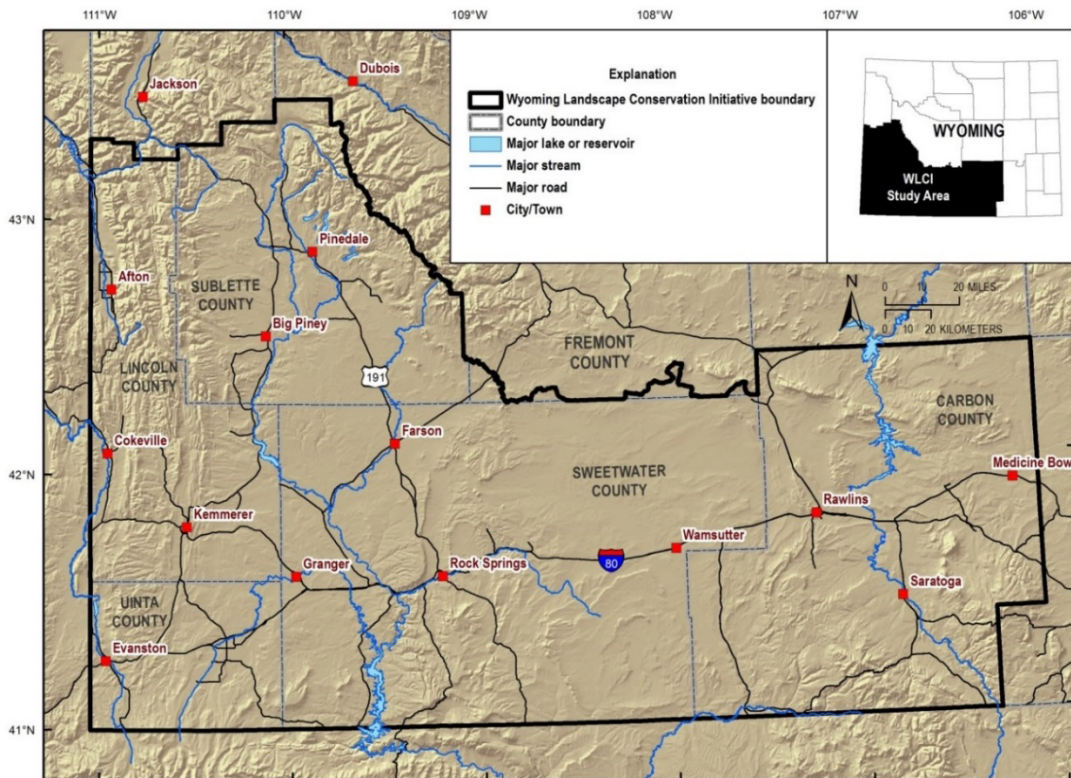 111°W
110°W
109°W
108°W
107°W
106°W
Jackson
Dubois
Explanation
Wyoming Landscape Conservation Initiative boundary
County boundary
Major lake or reservoir
Major stream
Major road
City/Town
WYOMING
WLCI
Study Area
43°N
Pinedale
Afton
SUBLETTE
COUNTY
N
0 10 20 MILES
0 10 20 KILOMETERS
Big Piney
FREMONT
COUNTY
LINCOLN
COUNTY
191
CARBON
COUNTY
Farson
Cokeville
42°N
SWEETWATER
COUNTY
Medicine Bow
Kemmerer
Rawlins
Wamsutter
Granger
Rock Springs
80
UINTA
COUNTY
Saratoga
Evanston
41°N